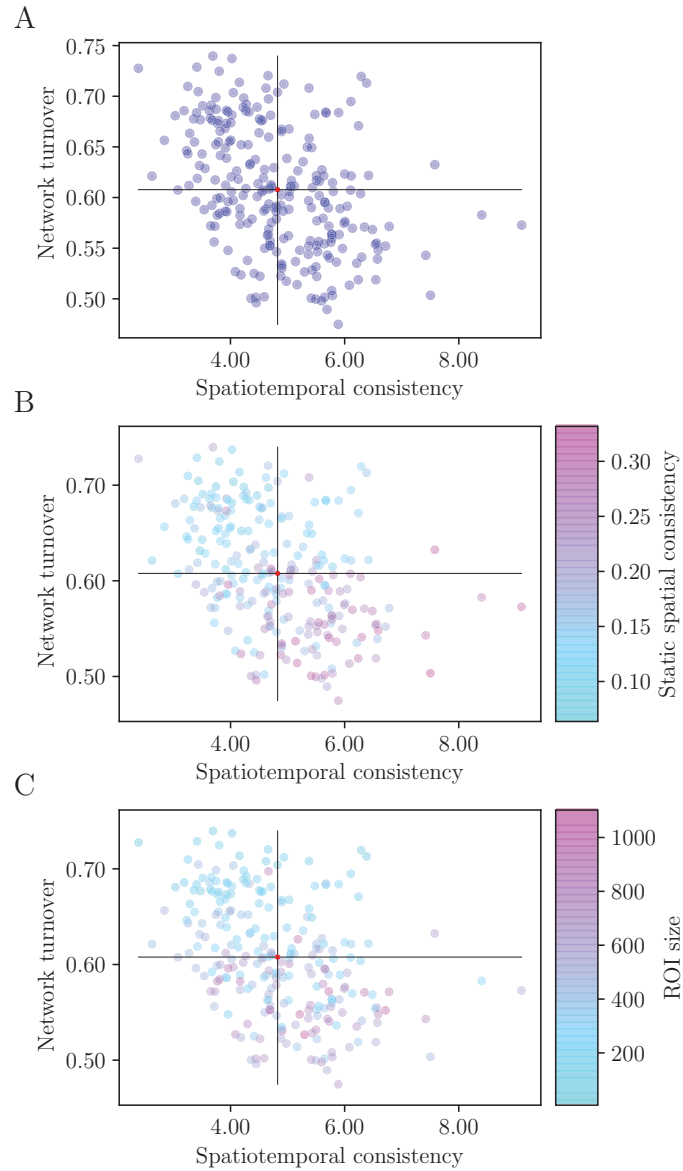 A
0.75
0.70
0.65
0.60
0.55
0.50
Network turnover
4.00 6.00 8.00
Spatiotemporal consistency
B
0.70
0.60
0.50
Network turnover
4.00 6.00 8.00
Spatiotemporal consistency
0.30
0.25
0.20
0.15
0.10
Static spatial consistency
C
0.70
0.60
0.50
Network turnover
4.00 6.00 8.00
Spatiotemporal consistency
1000
800
600
400
200
ROI size